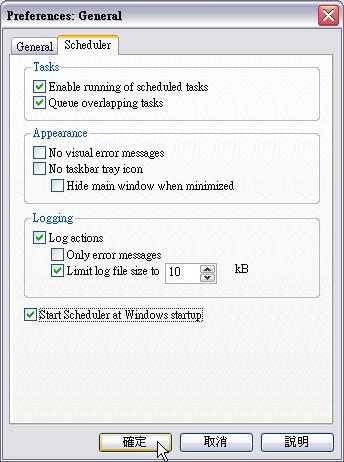 Preferences: General
General Scheduler
Tasks
Enable running of scheduled tasks
Queue overlapping tasks
Appearance
No visual error messages
No taskbar tray icon
Hide main window when minimized
Logging
Log actions
Only error messages
Limit log file size to 10 kB
Start Scheduler at Windows startup
確定 取消 說明